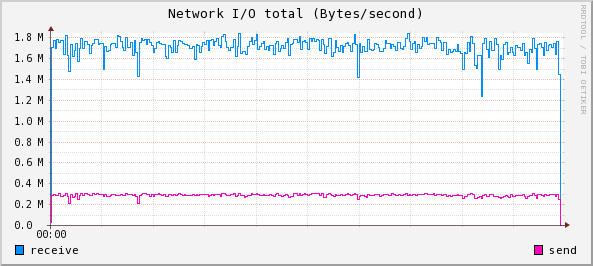 Network I/O total (Bytes/second)
RRDTOOL / TOBI OETIKER
1.8 M
1.6 M
1.4 M
1.2 M
1.0 M
0.8 M
0.6 M
0.4 M
0.2 M
0.0
00:00
receive
send